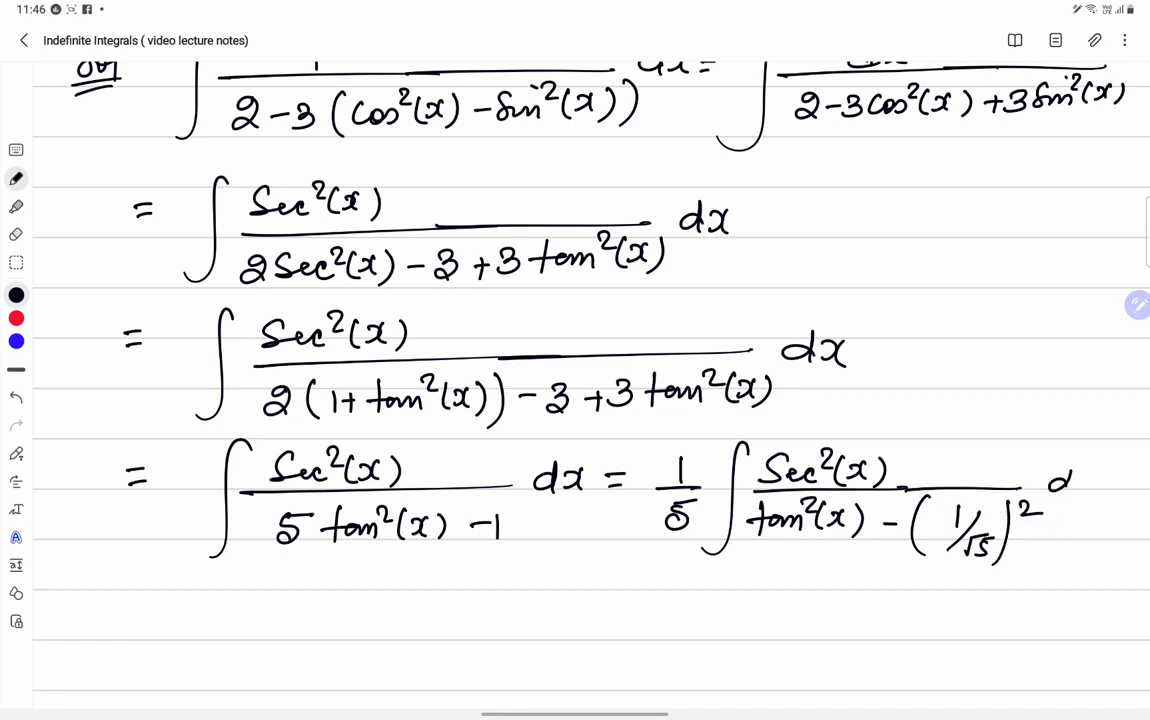 11:46
Indefinite Integrals ( video lecture notes)
Sol ∫ 1 / 2 - 3 (cos²(x) - sin²(x)) dx = ∫ / 2 - 3cos²(x) + 3sin²(x)
= ∫ Sec²(x) / 2Sec²(x) - 3 + 3 tan²(x) dx
= ∫ Sec²(x) / 2 (1 + tan²(x)) - 3 + 3 tan²(x) dx
= ∫ Sec²(x) / 5 tan²(x) - 1 dx = 1/5 ∫ Sec²(x) / tan²(x) - (1/√5)² d